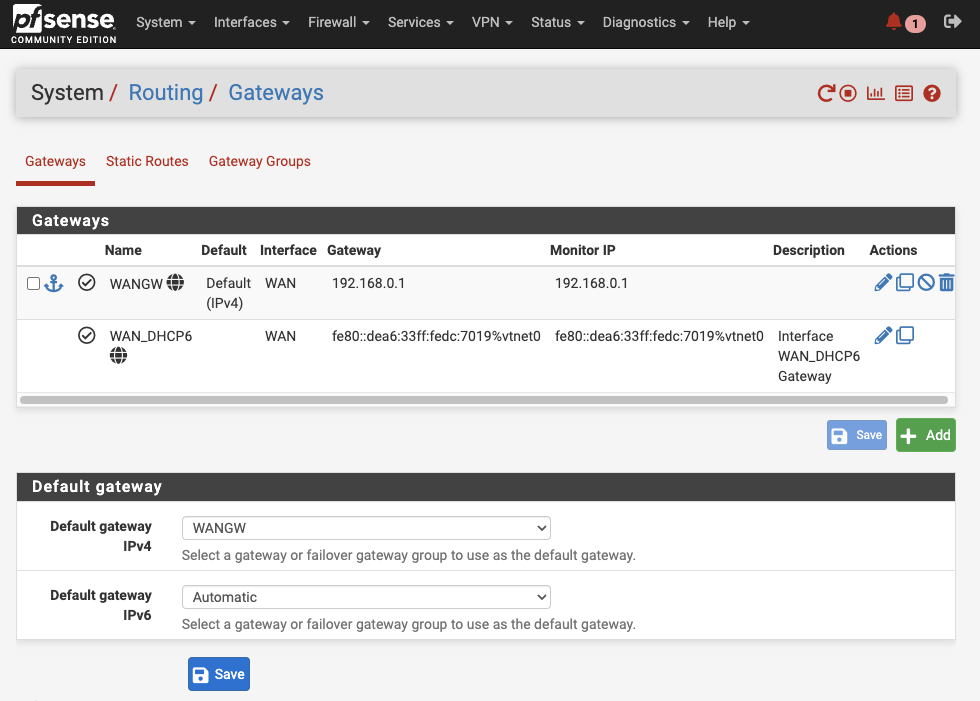 pfsense
COMMUNITY EDITION
System Interfaces Firewall Services VPN Status Diagnostics Help 1
System / Routing / Gateways
Gateways Static Routes Gateway Groups
Gateways
Name Default Interface Gateway Monitor IP Description Actions
WANGW Default WAN 192.168.0.1 192.168.0.1
(IPv4)
WAN_DHCP6 WAN fe80::dea6:33ff:fedc:7019%vtnet0 fe80::dea6:33ff:fedc:7019%vtnet0 Interface
WAN_DHCP6
Gateway
Save Add
Default gateway
Default gateway WANGW
IPv4
Select a gateway or failover gateway group to use as the default gateway.
Default gateway Automatic
IPv6
Select a gateway or failover gateway group to use as the default gateway.
Save